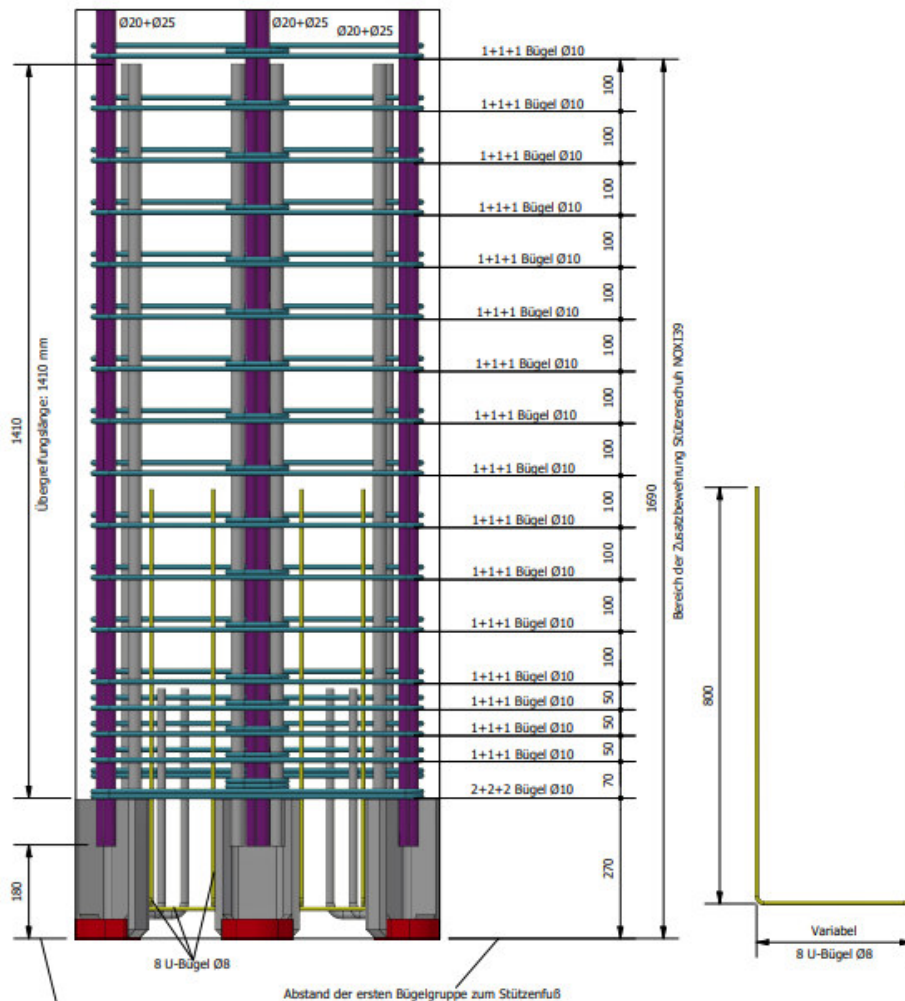 Ø20+Ø25
Ø20+Ø25
Ø20+Ø25
1+1+1 Bügel Ø10
100
1+1+1 Bügel Ø10
100
1+1+1 Bügel Ø10
100
1+1+1 Bügel Ø10
100
1+1+1 Bügel Ø10
100
1+1+1 Bügel Ø10
100
1+1+1 Bügel Ø10
100
1+1+1 Bügel Ø10
100
1+1+1 Bügel Ø10
100
1+1+1 Bügel Ø10
100
1+1+1 Bügel Ø10
100
1+1+1 Bügel Ø10
100
1+1+1 Bügel Ø10
50
1+1+1 Bügel Ø10
50
1+1+1 Bügel Ø10
50
1+1+1 Bügel Ø10
70
2+2+2 Bügel Ø10
270
1410
Übergreifungslänge: 1410 mm
180
1690
Bereich der Zusatzbewehrung Stützenschuh NOXI39
800
Variabel
8 U-Bügel Ø8
8 U-Bügel Ø8
Abstand der ersten Bügelgruppe zum Stützenfuß